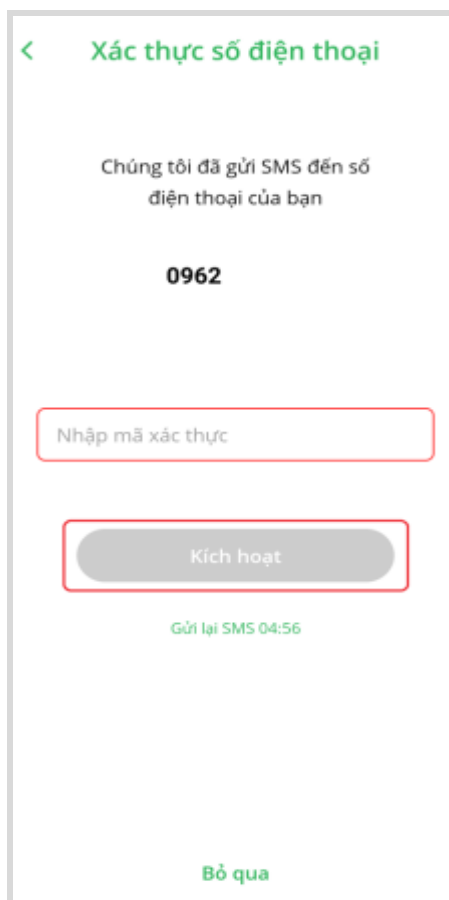 Xác thực số điện thoại
Chúng tôi đã gửi SMS đến số
điện thoại của bạn
0962
Nhập mã xác thực
Kích hoạt
Gửi lại SMS 04:56
Bỏ qua